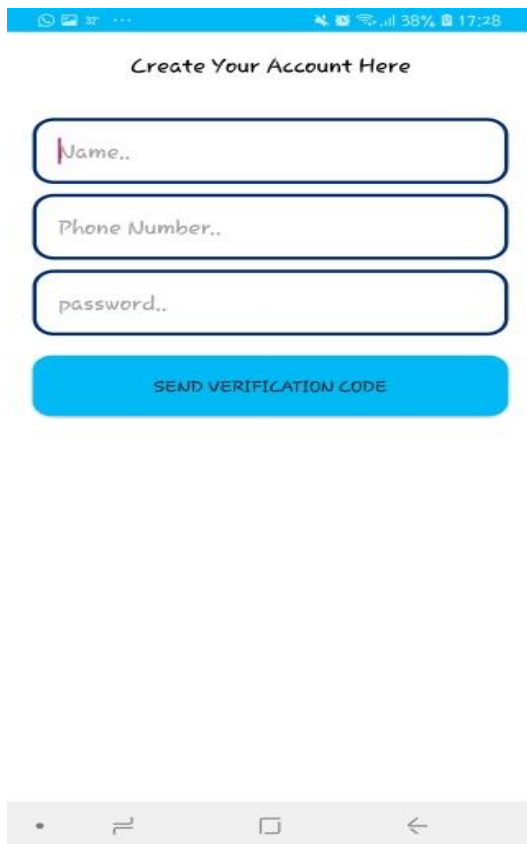 38% 17:28
Create Your Account Here
Name..
Phone Number..
password..
SEND VERIFICATION CODE